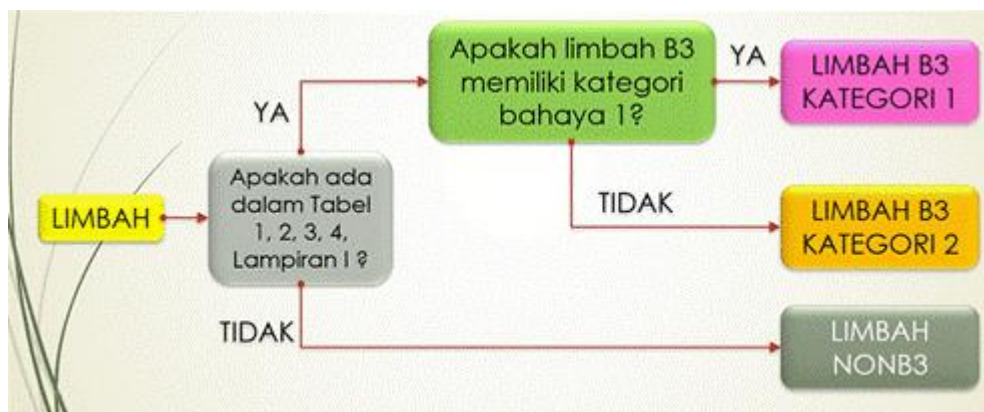 LIMBAH
Apakah ada
dalam Tabel
1, 2, 3, 4,
Lampiran I ?
YA
TIDAK
Apakah limbah B3
memiliki kategori
bahaya 1?
YA
TIDAK
LIMBAH B3
KATEGORI 1
LIMBAH B3
KATEGORI 2
LIMBAH
NONB3